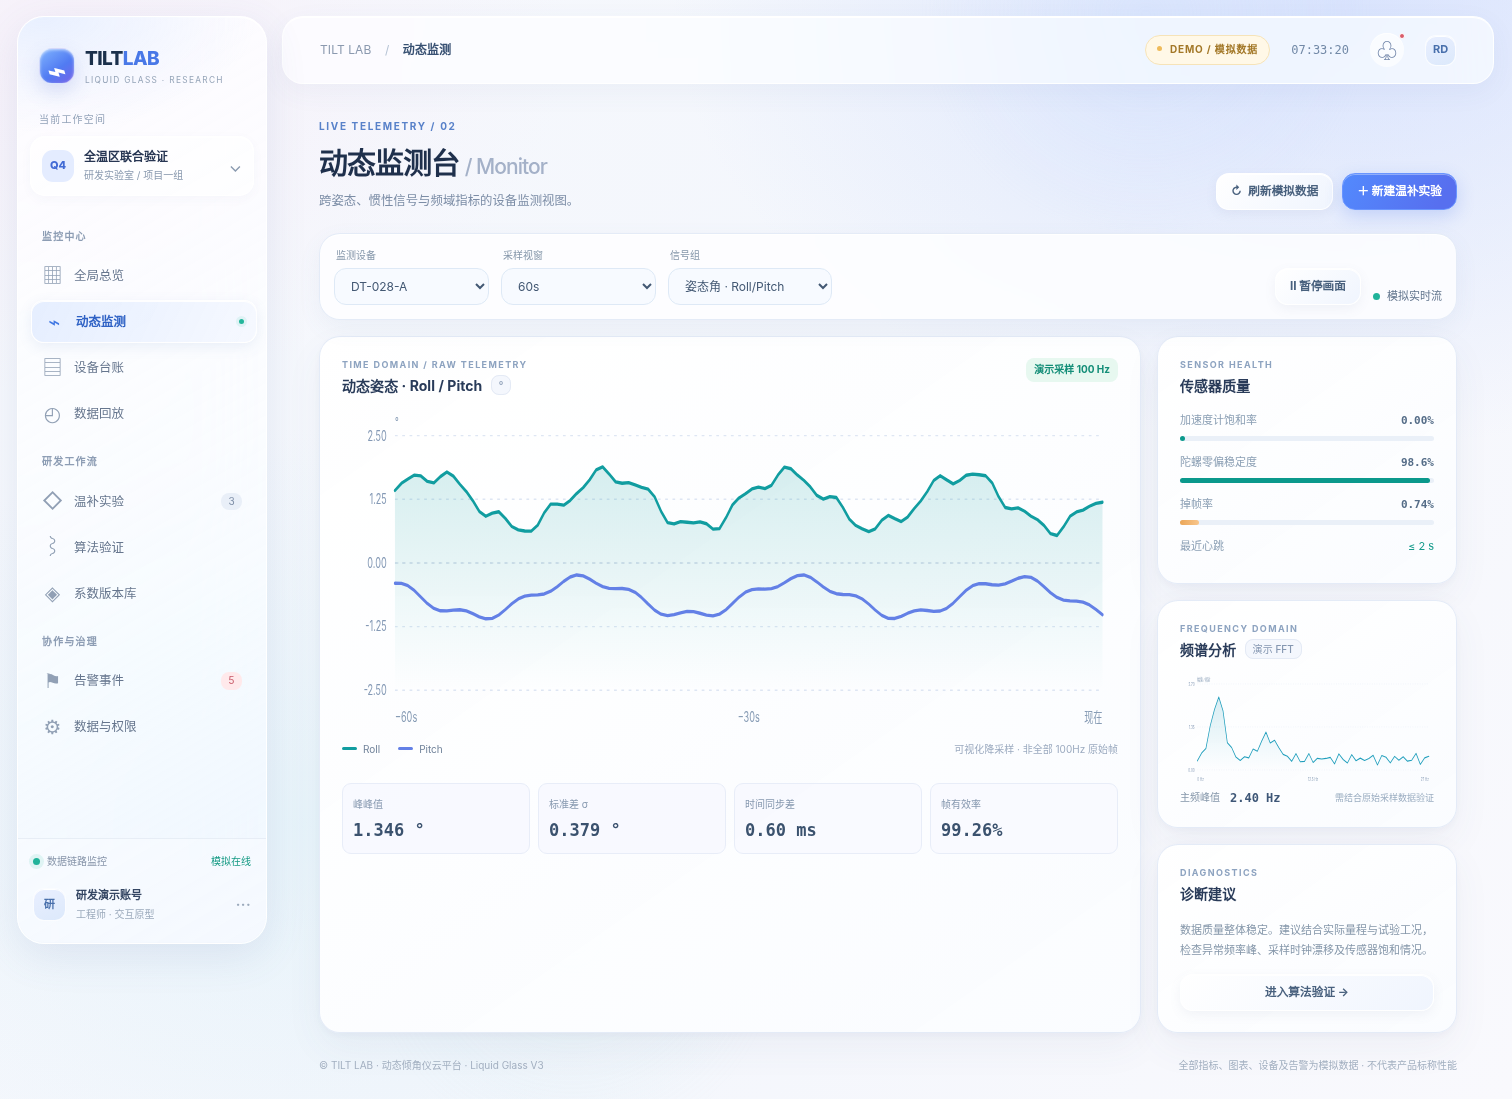 TILTLAB
LIQUID GLASS · RESEARCH
当前工作空间
Q4
全温区联合验证
研发实验室 / 项目一组
监控中心
全局总览
动态监测
设备台账
数据回放
研发工作流
温补实验
3
算法验证
系数版本库
协作与治理
告警事件
5
数据与权限
数据链路监控
模拟在线
研
研发演示账号
工程师 · 交互原型
TILT LAB / 动态监测
DEMO / 模拟数据
07:33:20
RD
LIVE TELEMETRY / 02
动态监测台 / Monitor
跨姿态、惯性信号与频域指标的设备监测视图。
↻ 刷新模拟数据
＋ 新建温补实验
监测设备
DT-028-A
采样视窗
60s
信号组
姿态角 · Roll/Pitch
Ⅱ 暂停画面
模拟实时流
TIME DOMAIN / RAW TELEMETRY
动态姿态 · Roll / Pitch °
演示采样 100 Hz
°
2.50
1.25
0.00
-1.25
-2.50
−60s
−30s
现在
Roll
Pitch
可视化降采样 · 非全部 100Hz 原始帧
峰峰值
1.346 °
标准差 σ
0.379 °
时间同步差
0.60 ms
帧有效率
99.26%
SENSOR HEALTH
传感器质量
加速度计饱和率
0.00%
陀螺零偏稳定度
98.6%
掉帧率
0.74%
最近心跳
≤ 2 s
FREQUENCY DOMAIN
频谱分析 演示 FFT
主频峰值 2.40 Hz
需结合原始采样数据验证
DIAGNOSTICS
诊断建议
数据质量整体稳定。建议结合实际量程与试验工况，
检查异常频率峰、采样时钟漂移及传感器饱和情况。
进入算法验证 →
© TILT LAB · 动态倾角仪云平台 · Liquid Glass V3
全部指标、图表、设备及告警为模拟数据 · 不代表产品标称性能